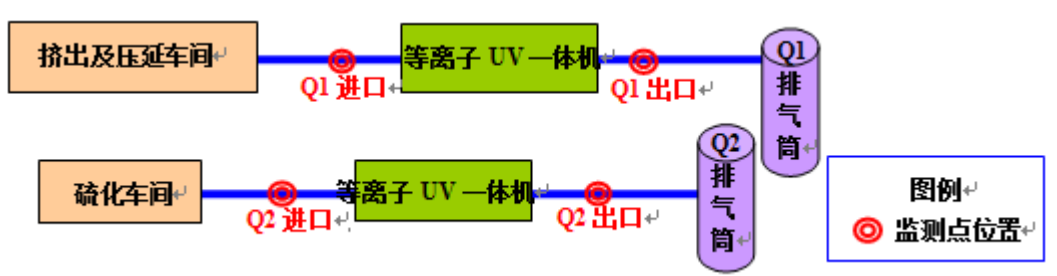 挤出及压延车间
等离子 UV 一体机
Q1 进口
Q1 出口
Q1
排
气
筒
硫化车间
等离子 UV 一体机
Q2 进口
Q2 出口
Q2
排
气
筒
图例
监测点位置